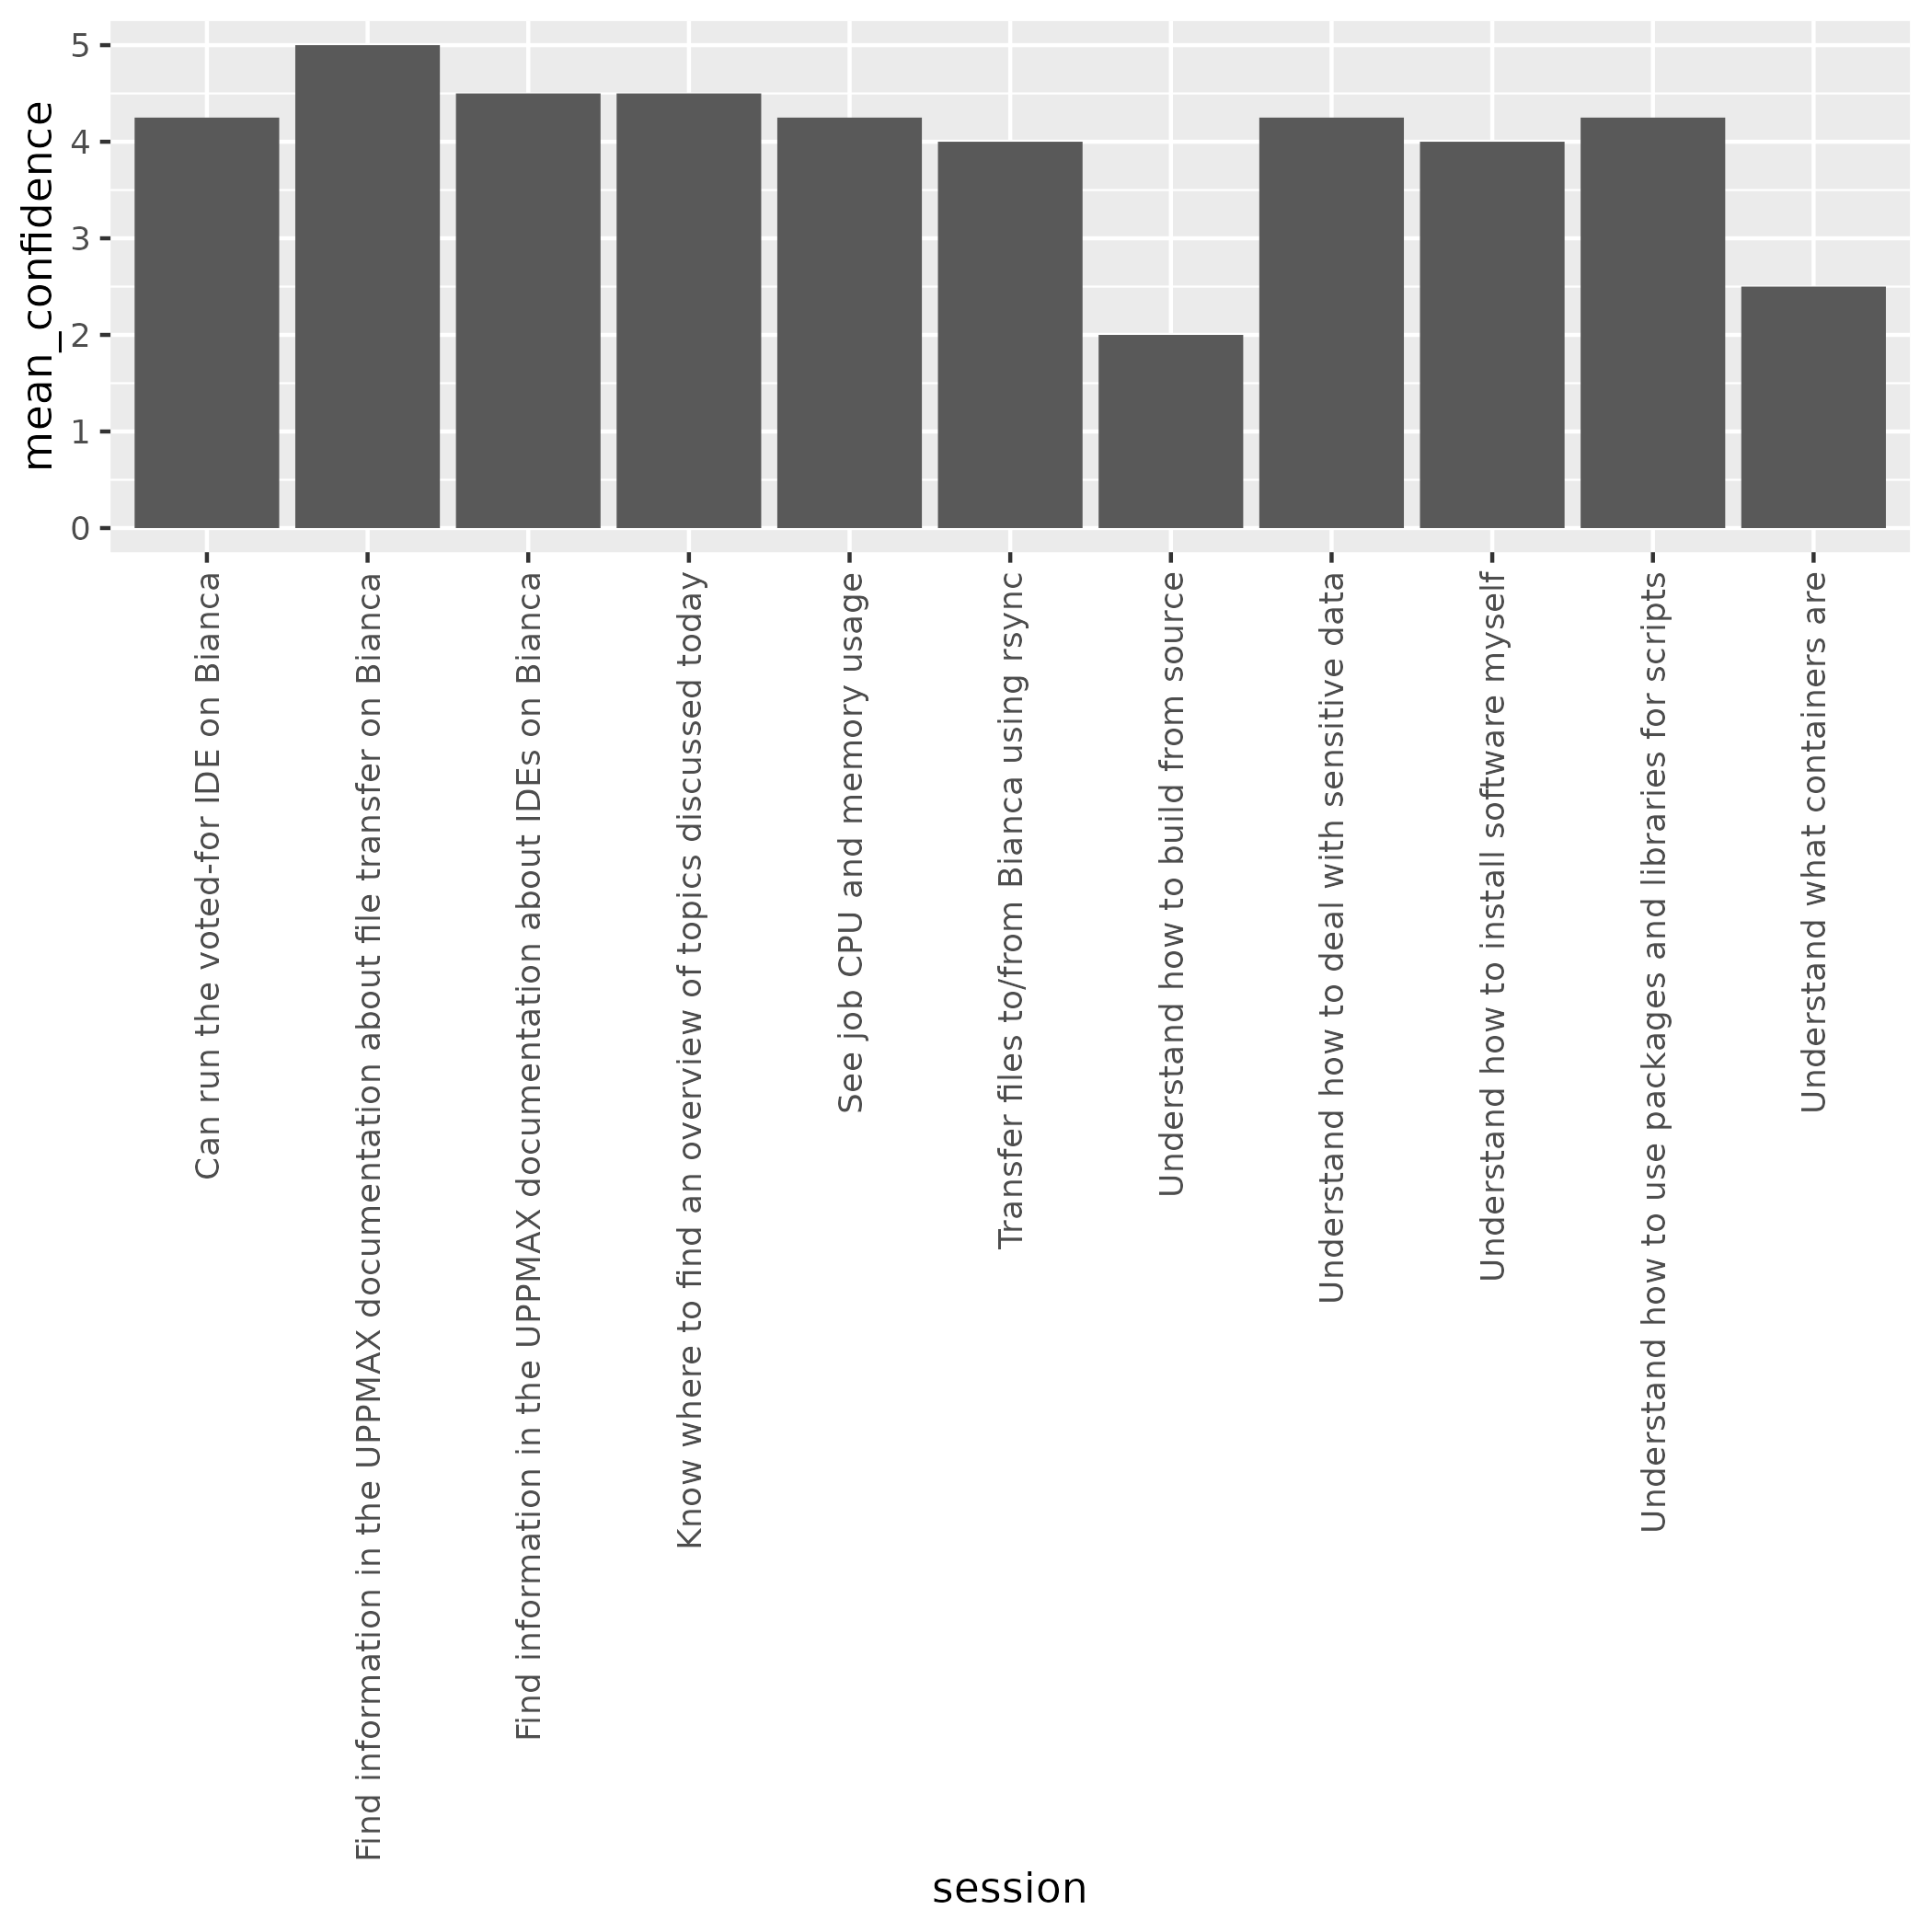 mean_confidence
5
4
3
2
1
0
Can run the voted-for IDE on Bianca
Find information in the UPPMAX documentation about file transfer on Bianca
Find information in the UPPMAX documentation about IDEs on Bianca
Know where to find an overview of topics discussed today
See job CPU and memory usage
Transfer files to/from Bianca using rsync
Understand how to build from source
Understand how to deal with sensitive data
Understand how to install software myself
Understand how to use packages and libraries for scripts
Understand what containers are
session